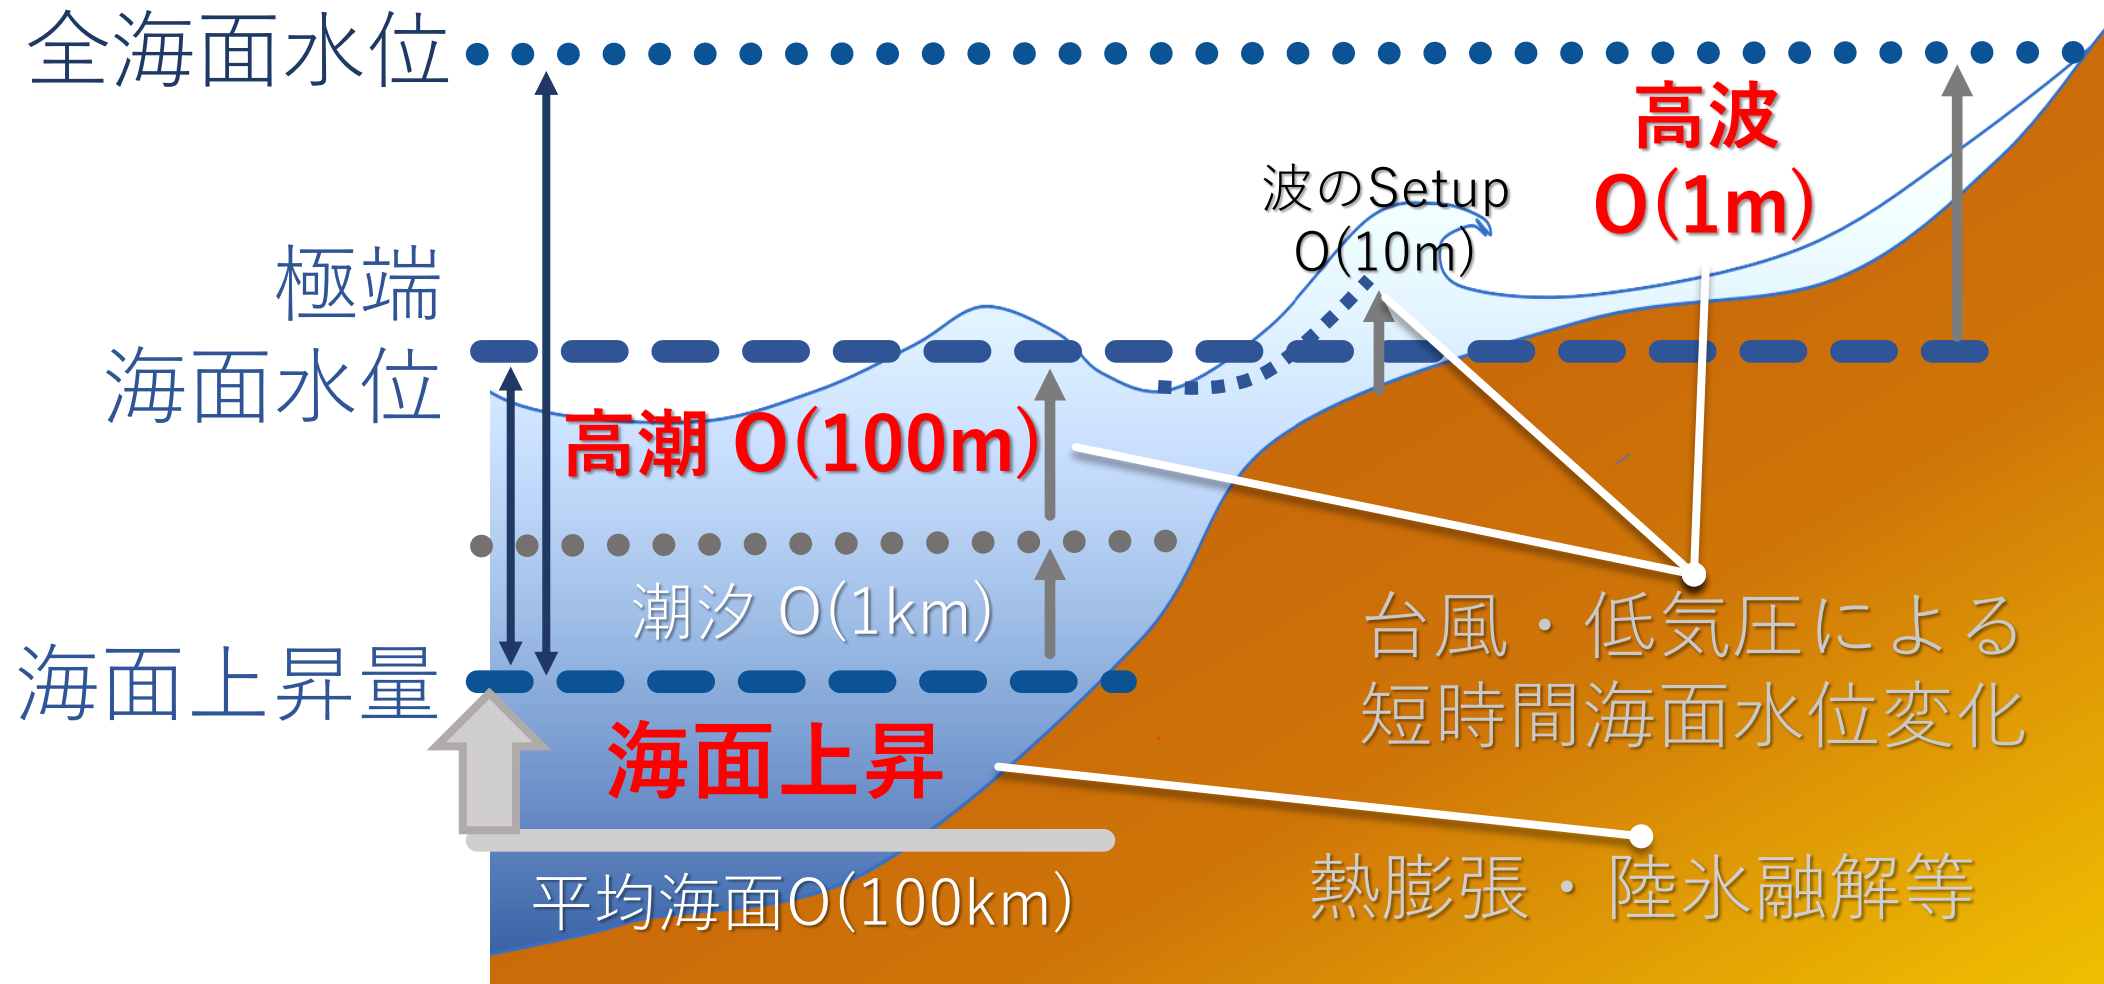 全海面水位
高波
O(1m)
波のSetup
O(10m)
極端
海面水位
高潮 O(100m)
潮汐 O(1km)
台風・低気圧による
短時間海面水位変化
海面上昇量
海面上昇
熱膨張・陸氷融解等
平均海面O(100km)